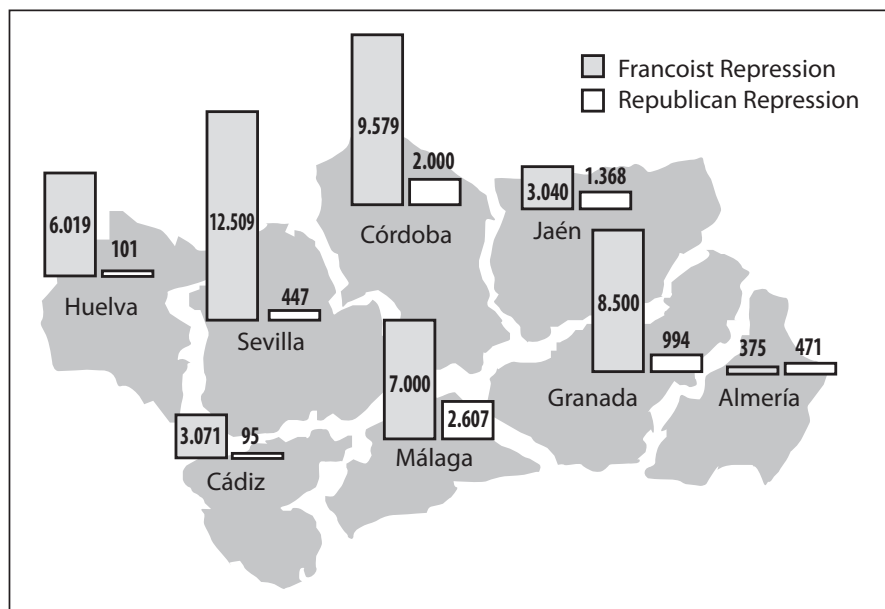 Francoist Repression
Republican Repression
9.579
2.000
Córdoba
3.040
1.368
Jaén
6.019
101
Huelva
12.509
447
Sevilla
8.500
994
Granada
375
471
Almería
7.000
2.607
Málaga
3.071
95
Cádiz